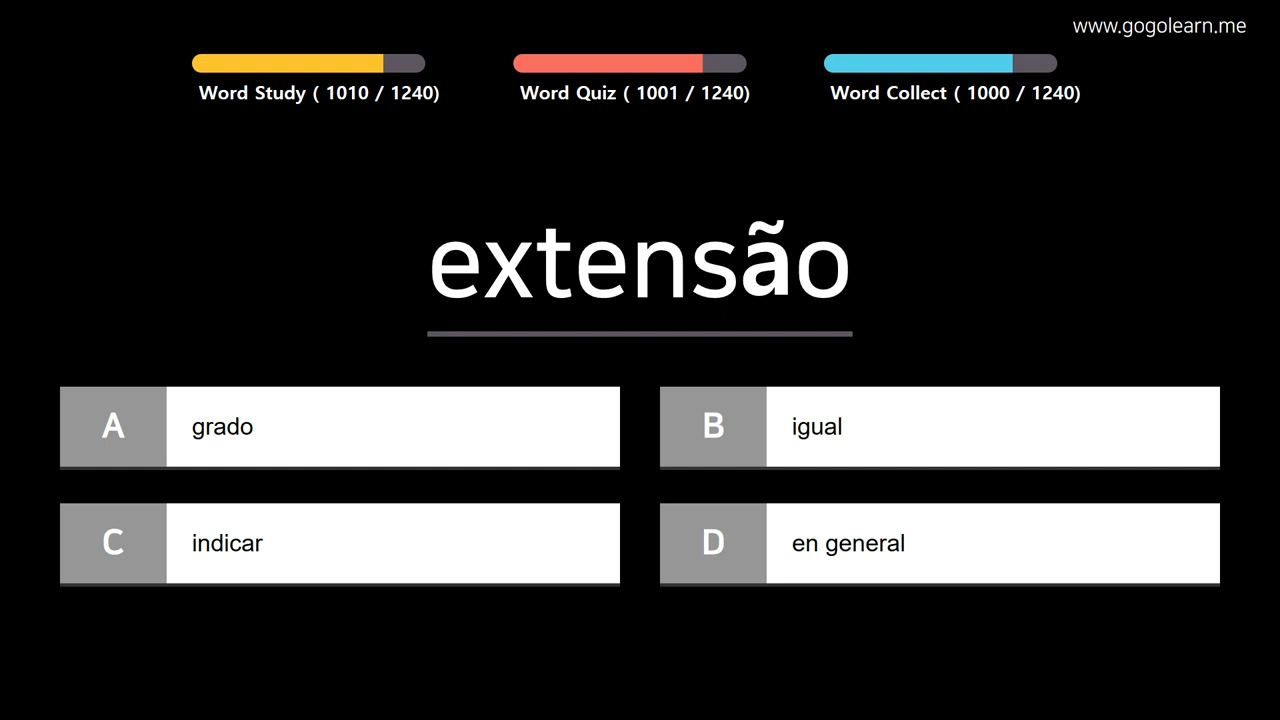 www.gogolearn.me
Word Study ( 1010 / 1240)
Word Quiz ( 1001 / 1240)
Word Collect ( 1000 / 1240)
extensão
A grado
B igual
C indicar
D en general